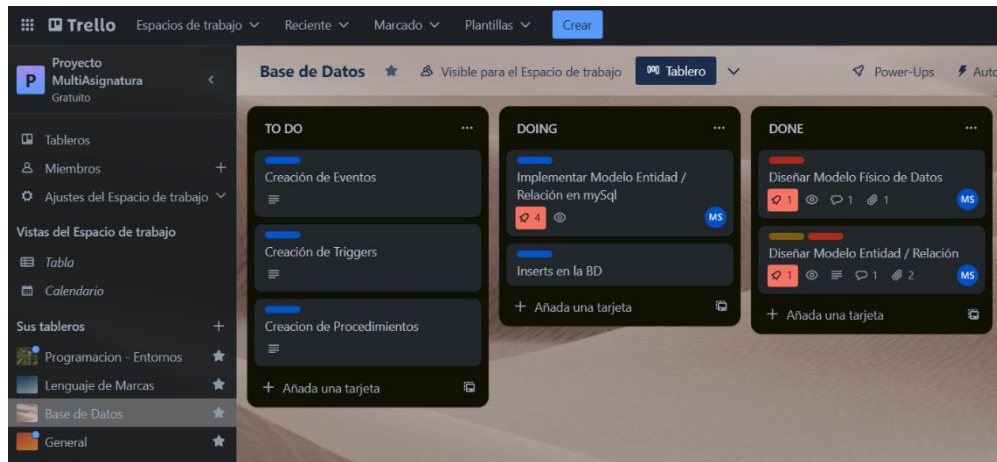 Trello Espacios de trabajo Reciente Marcado Plantillas Crear
P Proyecto
MultiAsignatura
Gratuito
Tableros
Miembros
Ajustes del Espacio de trabajo
Vistas del Espacio de trabajo
Tabla
Calendario
Sus tableros
Programacion - Entornos
Lenguaje de Marcas
Base de Datos
General
Base de Datos Visible para el Espacio de trabajo Tablero Power-Ups Auto
TO DO
Creación de Eventos
Creación de Triggers
Creacion de Procedimientos
+ Añada una tarjeta
DOING
Implementar Modelo Entidad /
Relación en mySql
4 MS
Inserts en la BD
+ Añada una tarjeta
DONE
Diseñar Modelo Físico de Datos
1 1 1 MS
Diseñar Modelo Entidad / Relación
1 1 2 MS
+ Añada una tarjeta